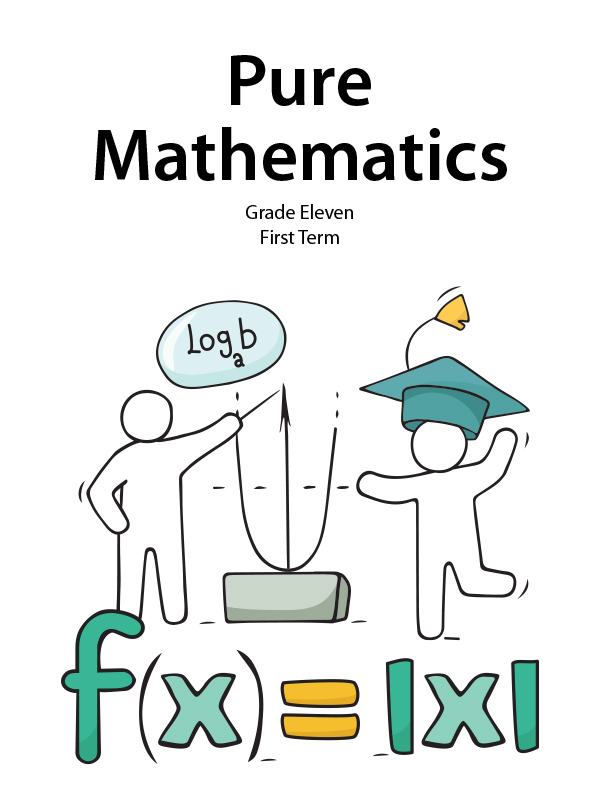 Pure
Mathematics
Grade Eleven
First Term
Log
a
b
f(x)=|x|